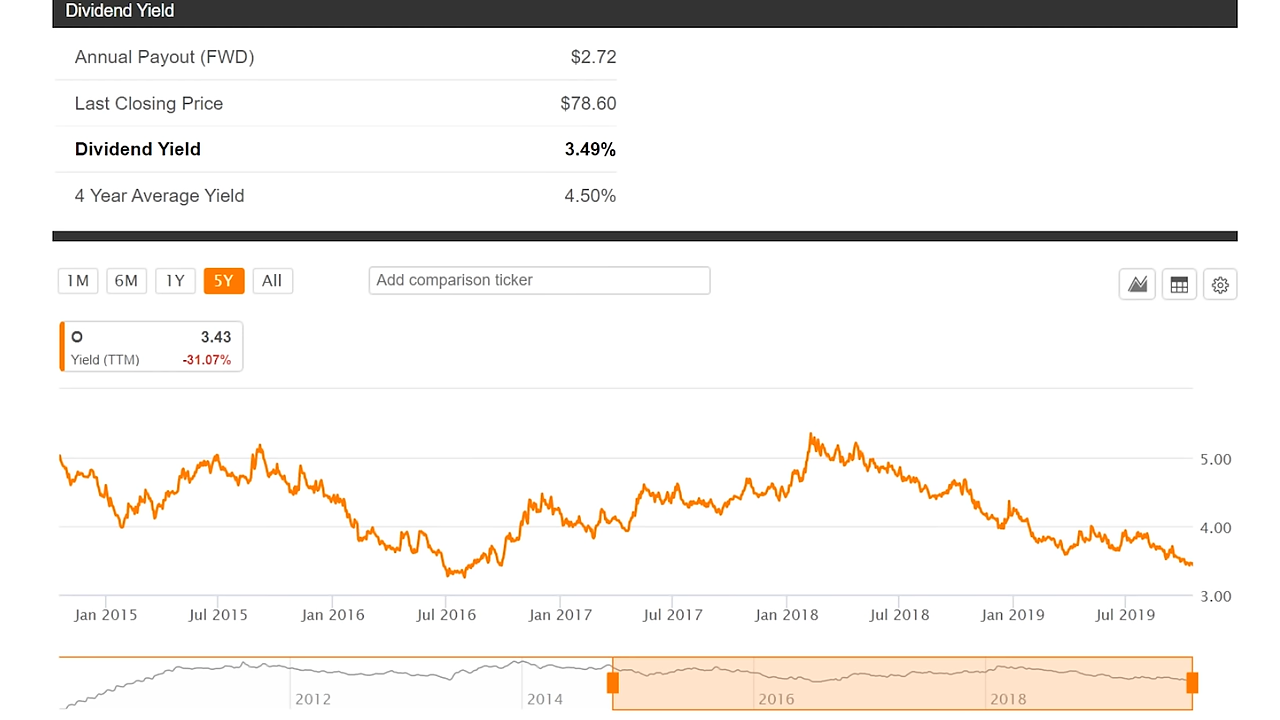 Dividend Yield
Annual Payout (FWD) $2.72
Last Closing Price $78.60
Dividend Yield 3.49%
4 Year Average Yield 4.50%
1M 6M 1Y 5Y All Add comparison ticker
O 3.43
Yield (TTM) -31.07%
5.00
4.00
3.00
Jan 2015 Jul 2015 Jan 2016 Jul 2016 Jan 2017 Jul 2017 Jan 2018 Jul 2018 Jan 2019 Jul 2019
2012 2014 2016 2018